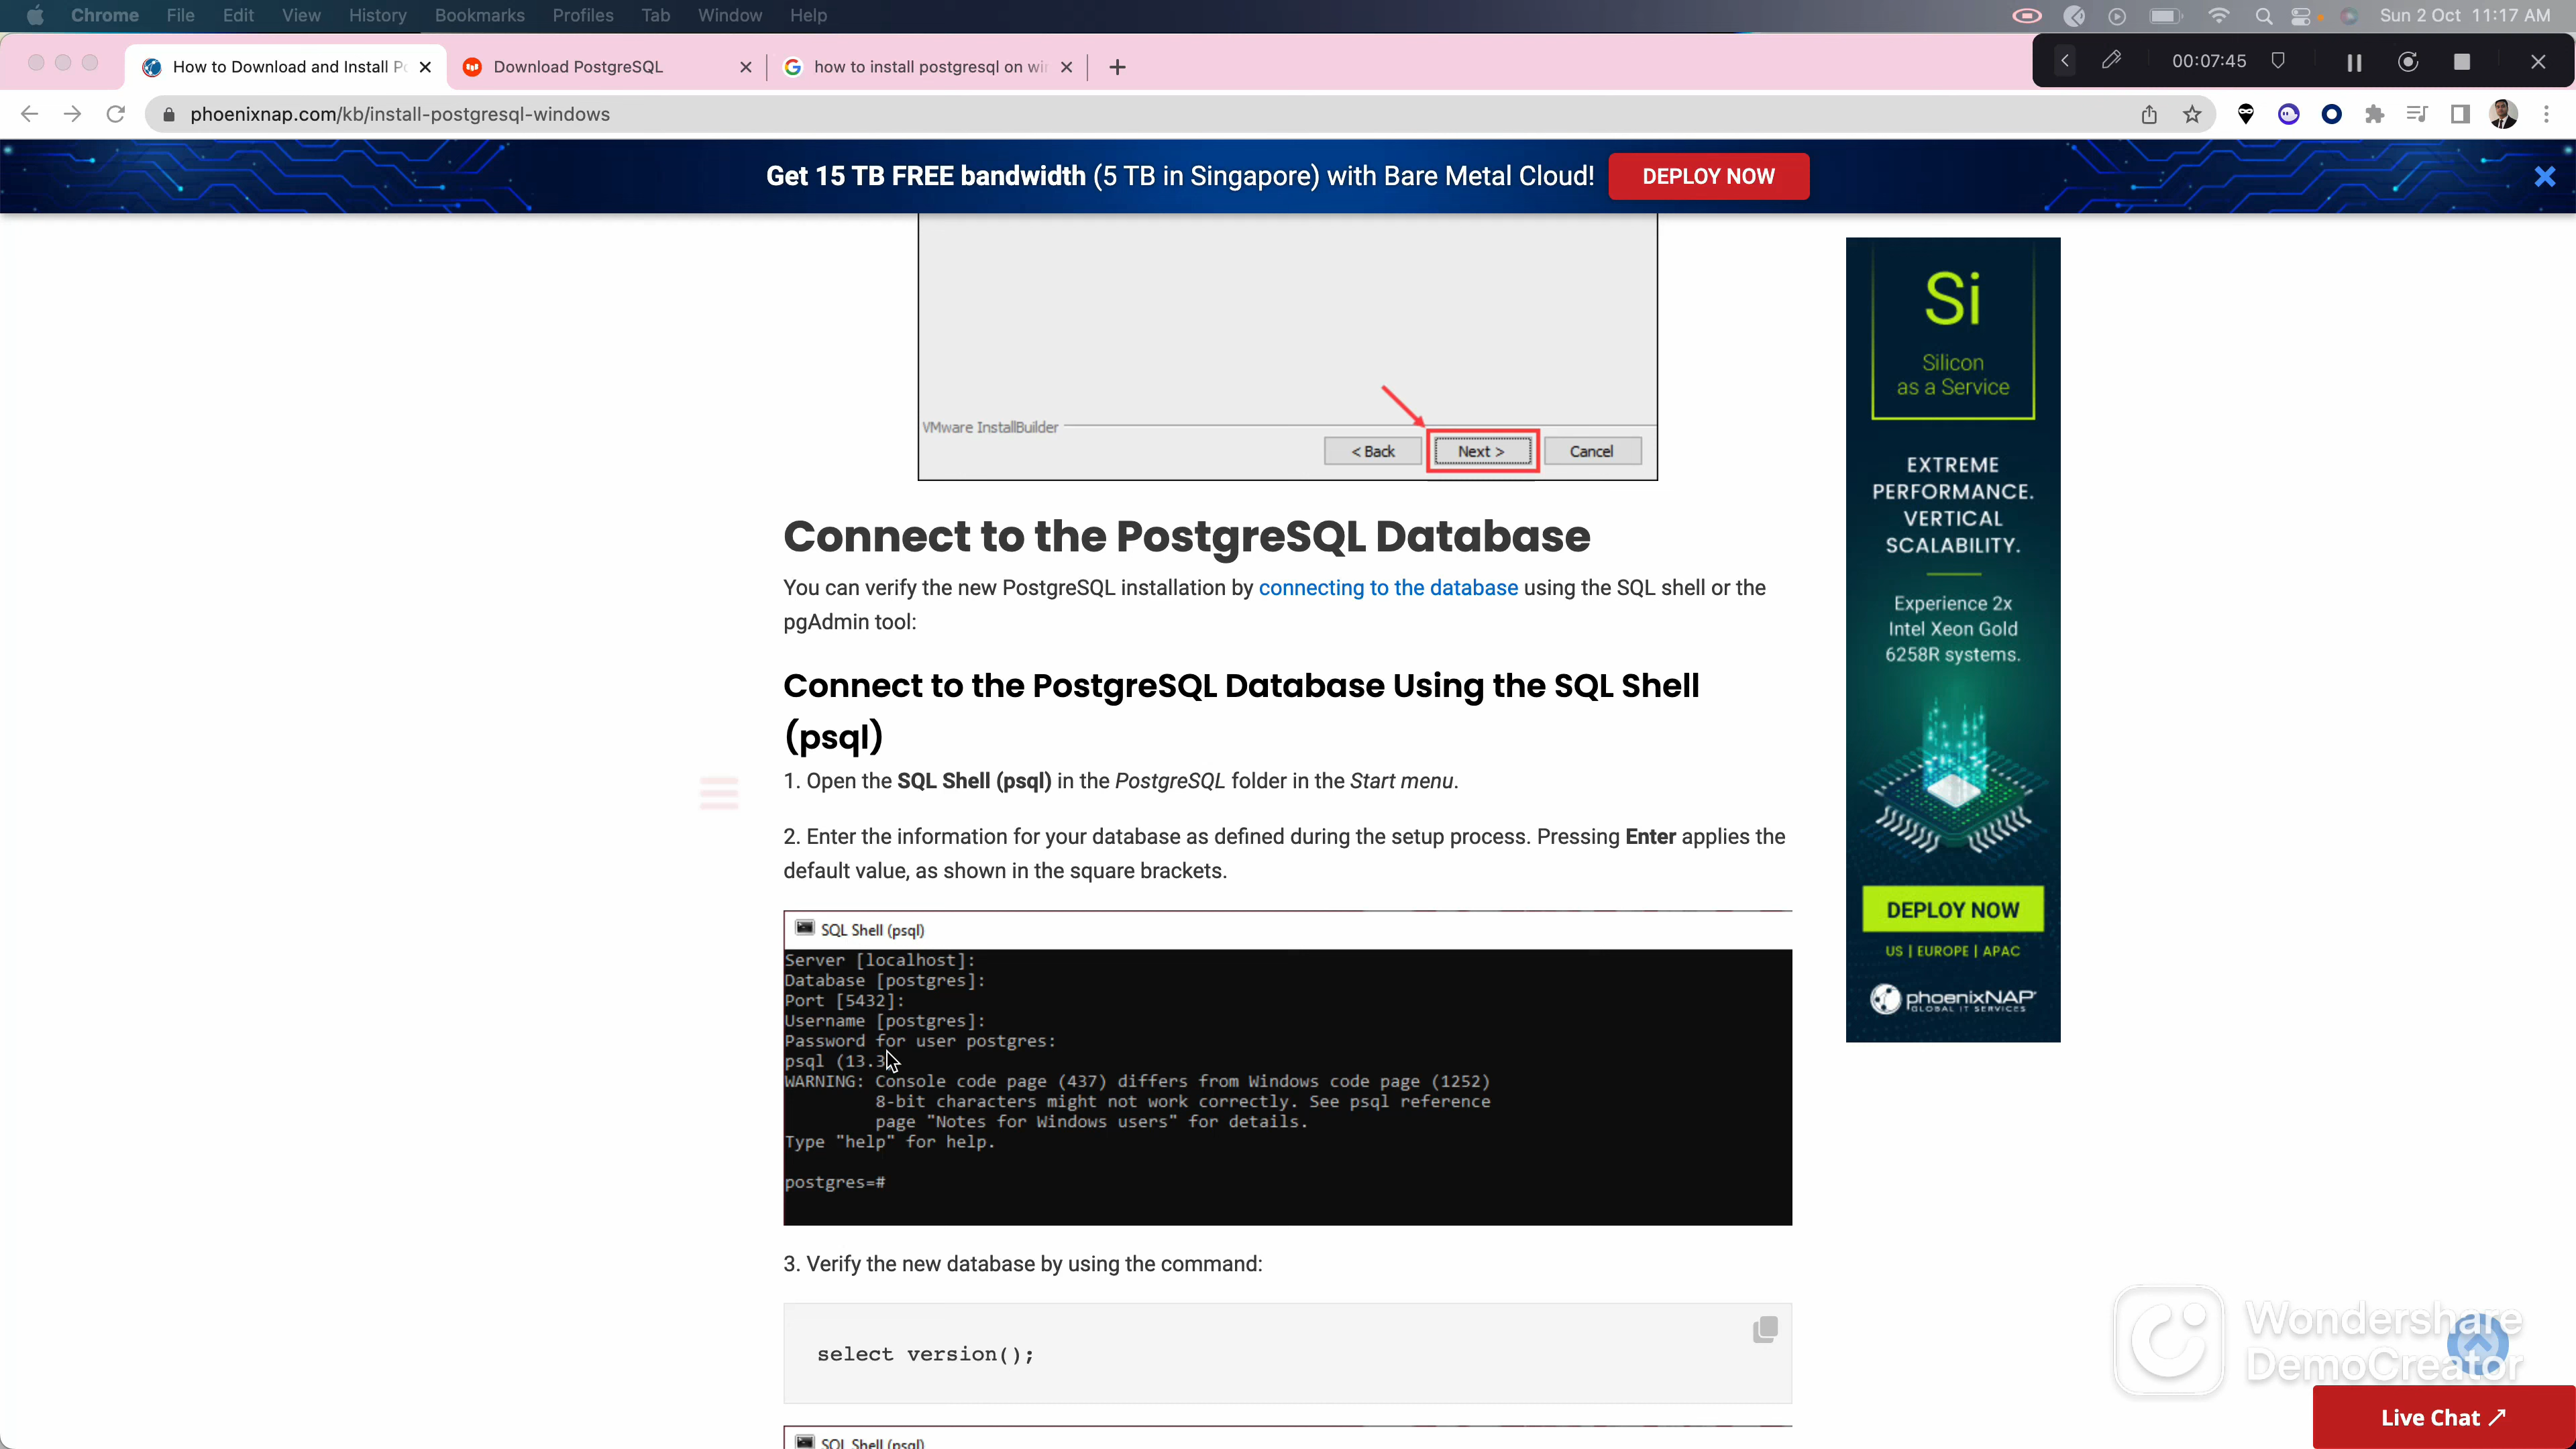 Chrome File Edit View History Bookmarks Profiles Tab Window Help
Sun 2 Oct 11:17 AM
How to Download and Install Po
Download PostgreSQL
how to install postgresql on win
00:07:45
phoenixnap.com/kb/install-postgresql-windows
Get 15 TB FREE bandwidth (5 TB in Singapore) with Bare Metal Cloud!
DEPLOY NOW
VMware InstallBuilder
< Back
Next >
Cancel
Connect to the PostgreSQL Database
You can verify the new PostgreSQL installation by connecting to the database using the SQL shell or the
pgAdmin tool:
Connect to the PostgreSQL Database Using the SQL Shell
(psql)
1. Open the SQL Shell (psql) in the PostgreSQL folder in the Start menu.
2. Enter the information for your database as defined during the setup process. Pressing Enter applies the
default value, as shown in the square brackets.
SQL Shell (psql)
Server [localhost]:
Database [postgres]:
Port [5432]:
Username [postgres]:
Password for user postgres:
psql (13.3
WARNING: Console code page (437) differs from Windows code page (1252)
8-bit characters might not work correctly. See psql reference
page "Notes for Windows users" for details.
Type "help" for help.
postgres=#
3. Verify the new database by using the command:
select version();
SQL Shell (psql)
Si
Silicon
as a Service
EXTREME
PERFORMANCE.
VERTICAL
SCALABILITY.
Experience 2x
Intel Xeon Gold
6258R systems.
DEPLOY NOW
US | EUROPE | APAC
phoenixNAP
GLOBAL IT SERVICES
Wondershare
DemoCreator
Live Chat